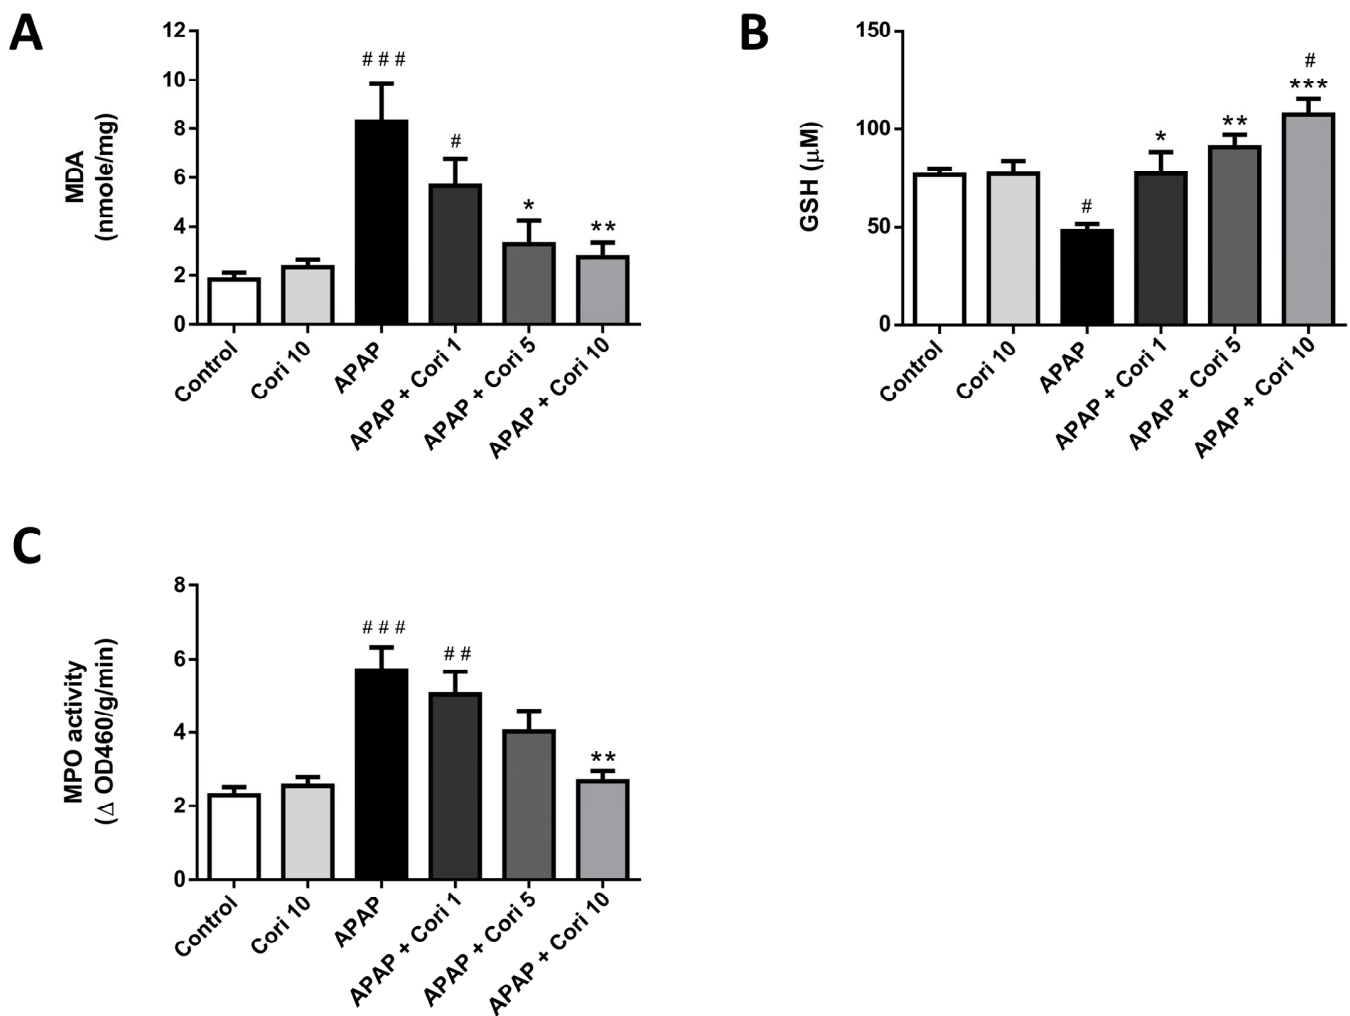 A
MDA
(nmole/mg)
12
10
8
6
4
2
0
# # #
#
*
**
Control
Cori 10
APAP
APAP + Cori 1
APAP + Cori 5
APAP + Cori 10
B
GSH (μM)
150
100
50
0
#
*
**
#
***
Control
Cori 10
APAP
APAP + Cori 1
APAP + Cori 5
APAP + Cori 10
C
MPO activity
(Δ OD460/g/min)
8
6
4
2
0
# # #
# #
**
Control
Cori 10
APAP
APAP + Cori 1
APAP + Cori 5
APAP + Cori 10